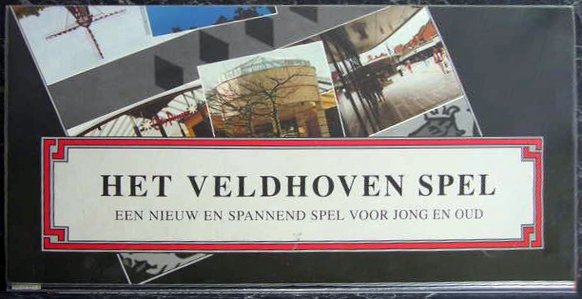 HET VELDHOVEN SPEL
EEN NIEUW EN SPANNEND SPEL VOOR JONG EN OUD